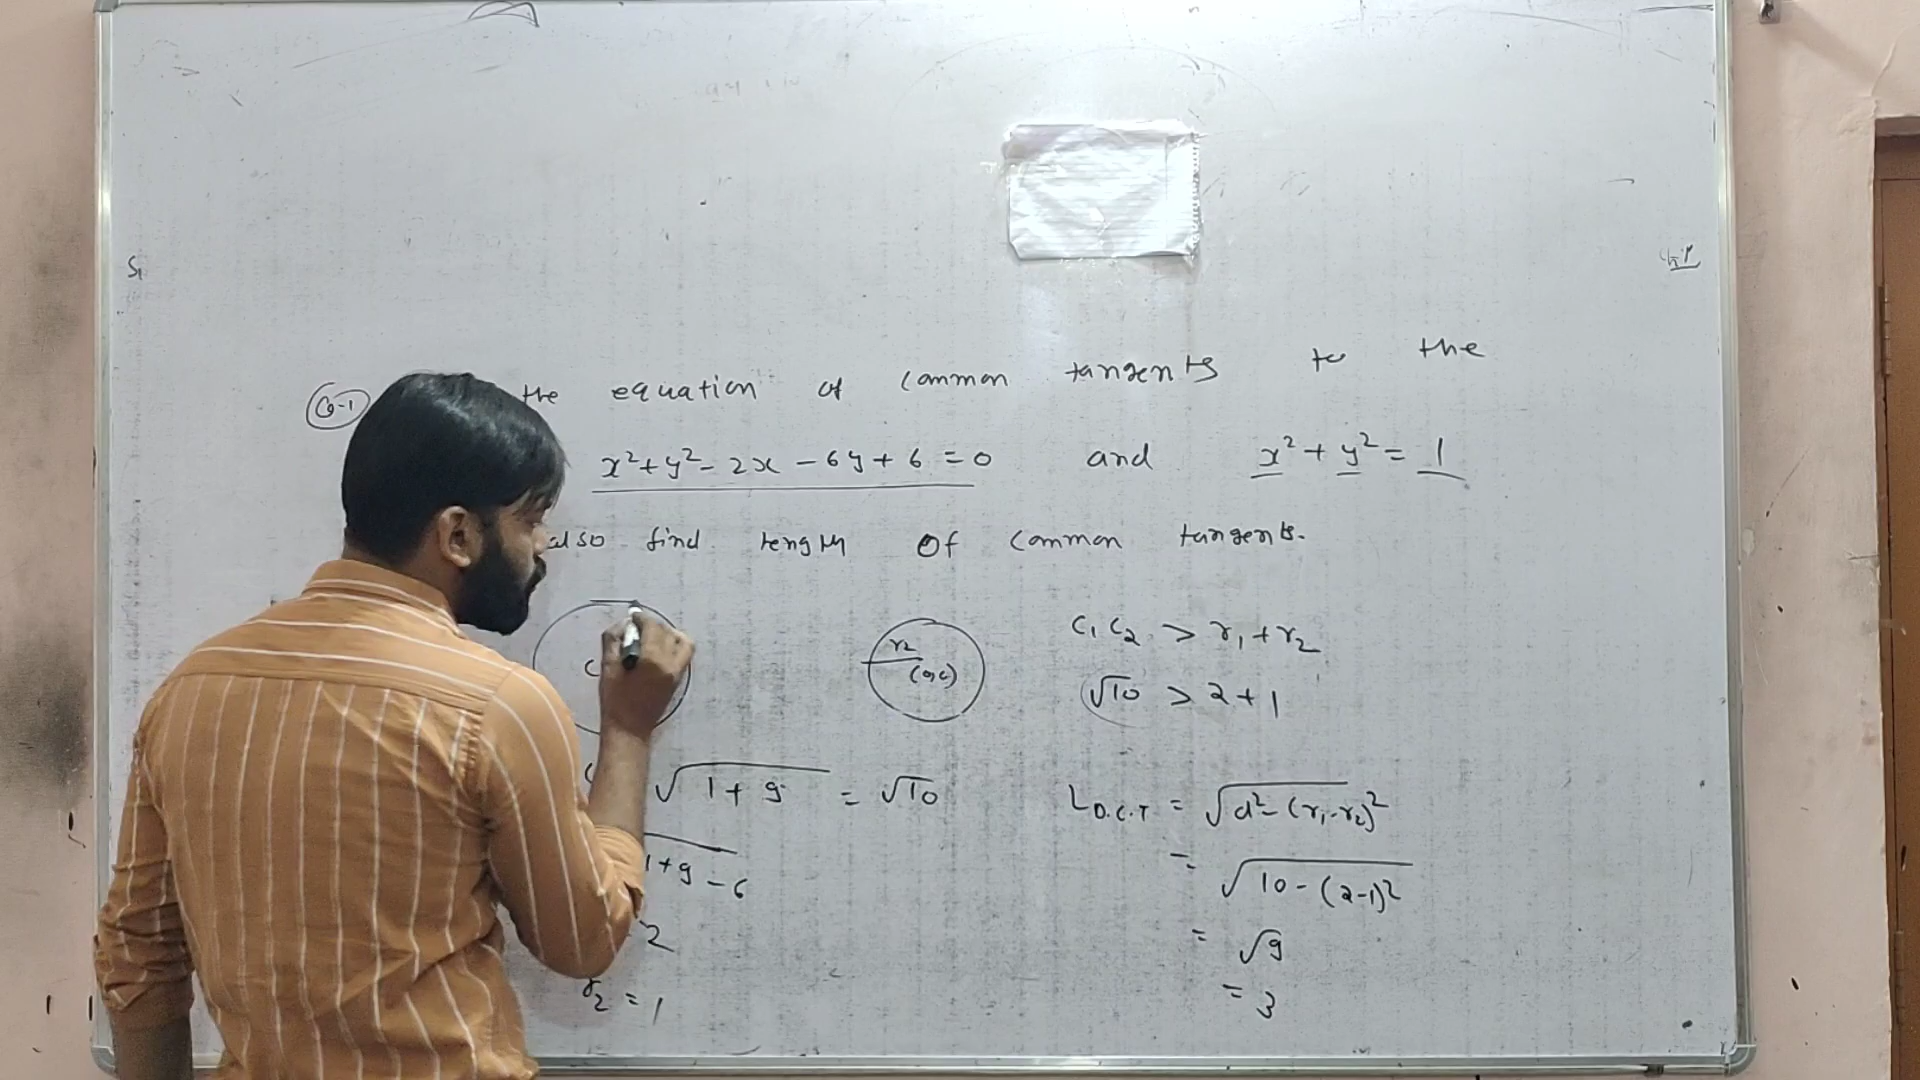 Q-1 the equation of common tangents to the
x²+y²-2x-6y+6=0 and x²+y²=1
also find length of common tangents.
C₁C₂ > r₁+r₂
r₂
(0,0)
√10 > 2+1
√1+9 = √10
L D.C.T = √d²-(r₁-r₂)²
1+9-6
= √10-(2-1)²
2
= √9
r₂ = 1
= 3
S₁